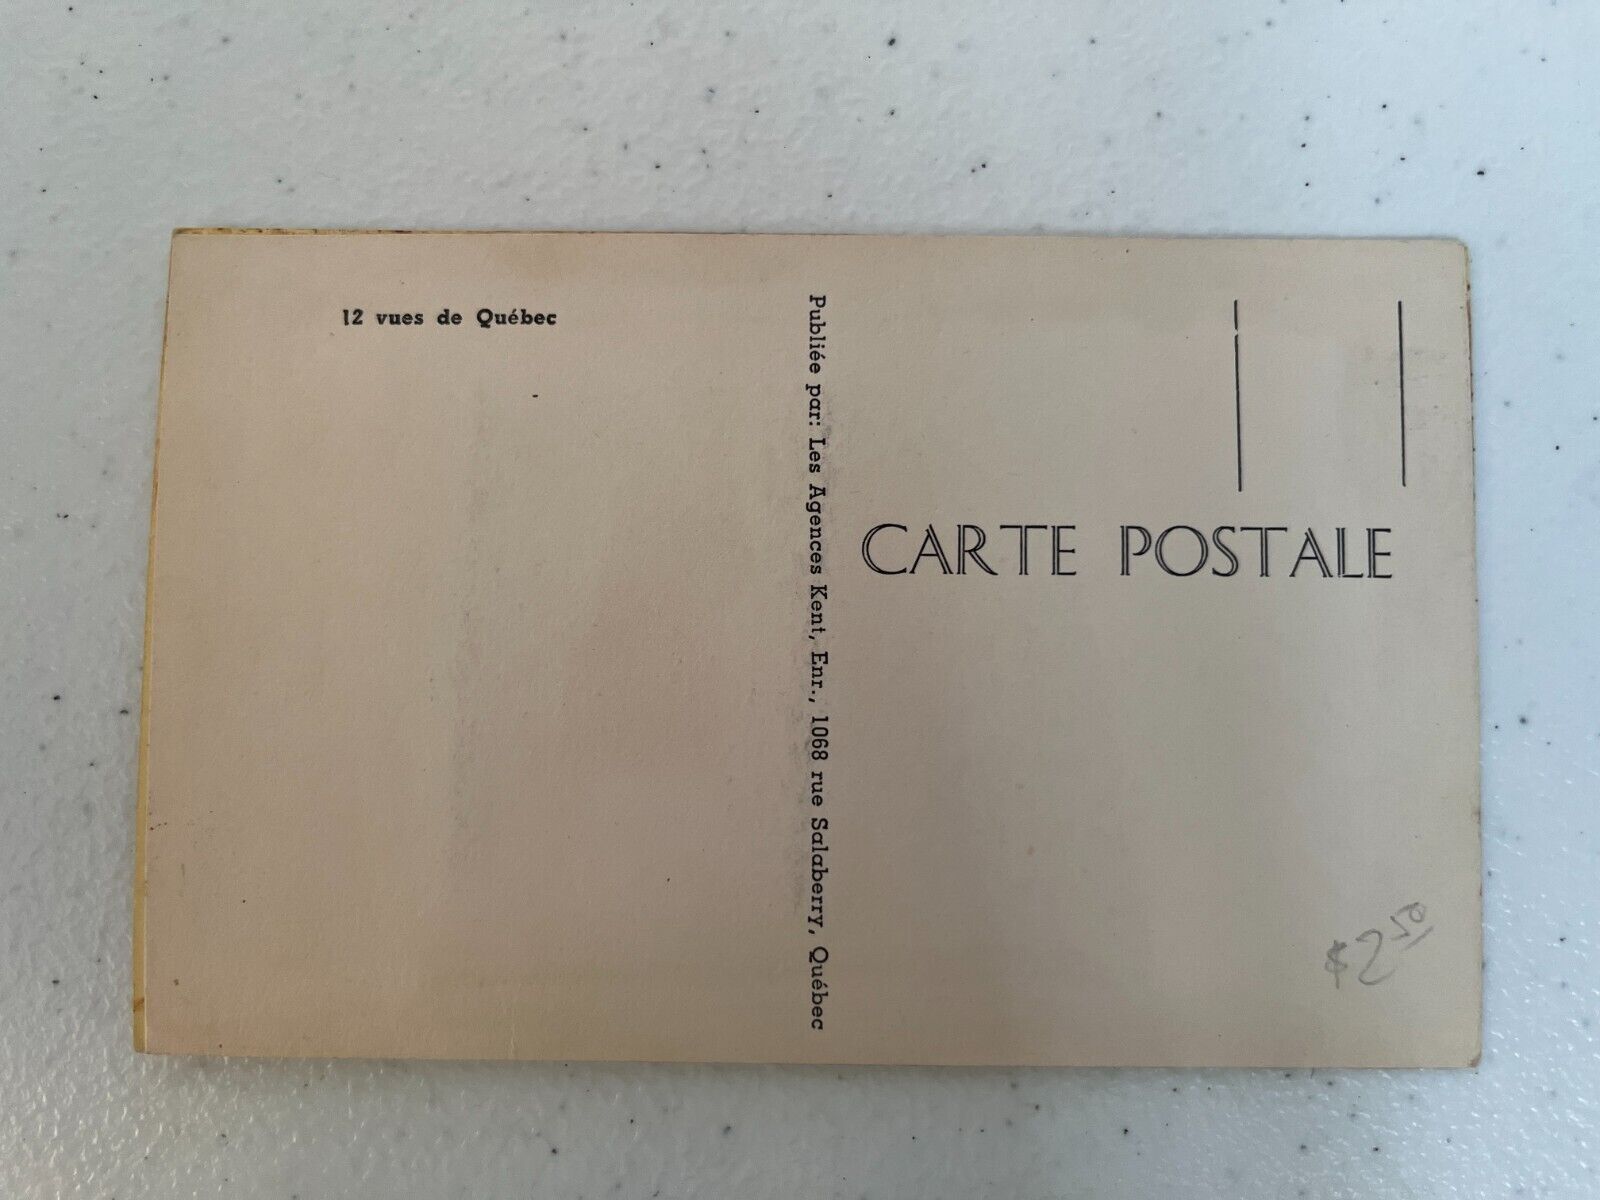 12 vues de Québec
Publiée par: Les Agences Kent, Enr., 1068 rue Salaberry, Québec
CARTE POSTALE
$2.50